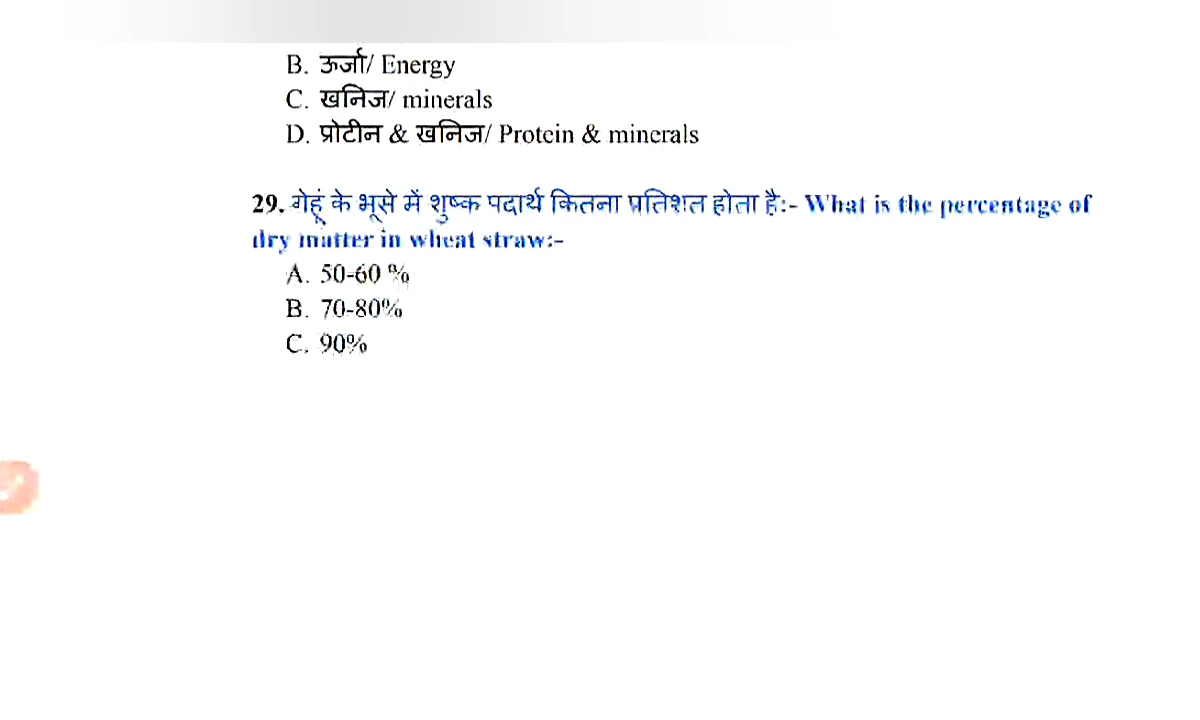 B. ऊर्जा/ Energy
C. खनिज/ minerals
D. प्रोटीन & खनिज/ Protein & minerals
29. गेहूं के भूसे में शुष्क पदार्थ कितना प्रतिशत होता है:- What is the percentage of
dry matter in wheat straw:-
A. 50-60 %
B. 70-80%
C. 90%